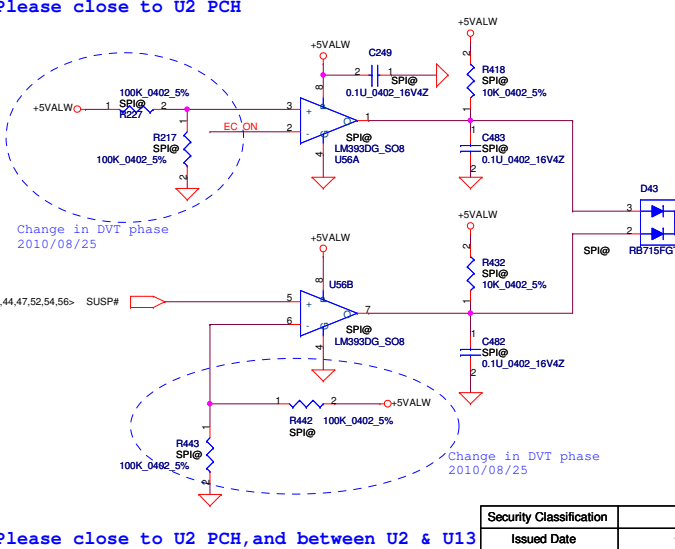 Please close to U2 PCH
+5VALW
+5VALW
C249
2 1
SPI@
0.1U_0402_16V4Z
2
R418
SPI@
10K_0402_5%
1
100K_0402_5%
SPI@
R227
+5VALW
1 2
8
3
+
2
-
EC_ON
1
SPI@
LM393DG_SO8
U56A
4
R217
SPI@
100K_0402_5%
1
2
1
C483
SPI@
0.1U_0402_16V4Z
2
D43
3
2
SPI@
RB715FG
Change in DVT phase
2010/08/25
+5VALW
+5VALW
2
R432
SPI@
10K_0402_5%
1
8
U56B
,44,47,52,54,56> SUSP#
5
+
6
-
7
SPI@
LM393DG_SO8
4
1
C482
SPI@
0.1U_0402_16V4Z
2
1 2
+5VALW
R442 100K_0402_5%
SPI@
R443
SPI@
100K_0402_5%
1
2
Change in DVT phase
2010/08/25
Please close to U2 PCH,and between U2 & U13
Security Classification
Issued Date